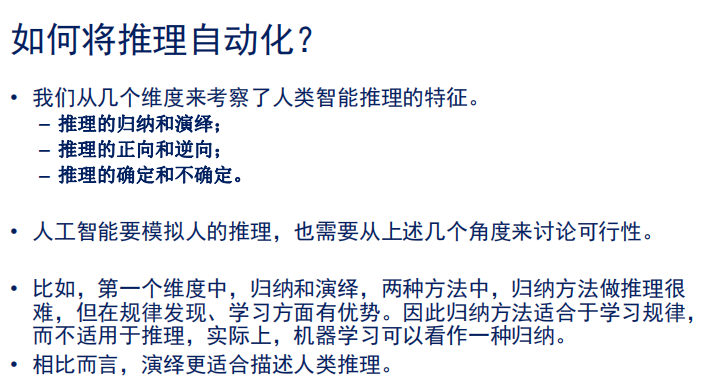 如何将推理自动化？
• 我们从几个维度来考察了人类智能推理的特征。
– 推理的归纳和演绎；
– 推理的正向和逆向；
– 推理的确定和不确定。
• 人工智能要模拟人的推理，也需要从上述几个角度来讨论可行性。
• 比如，第一个维度中，归纳和演绎，两种方法中，归纳方法做推理很
难，但在规律发现、学习方面有优势。因此归纳方法适合于学习规律，
而不适用于推理，实际上，机器学习可以看作一种归纳。
• 相比而言，演绎更适合描述人类推理。